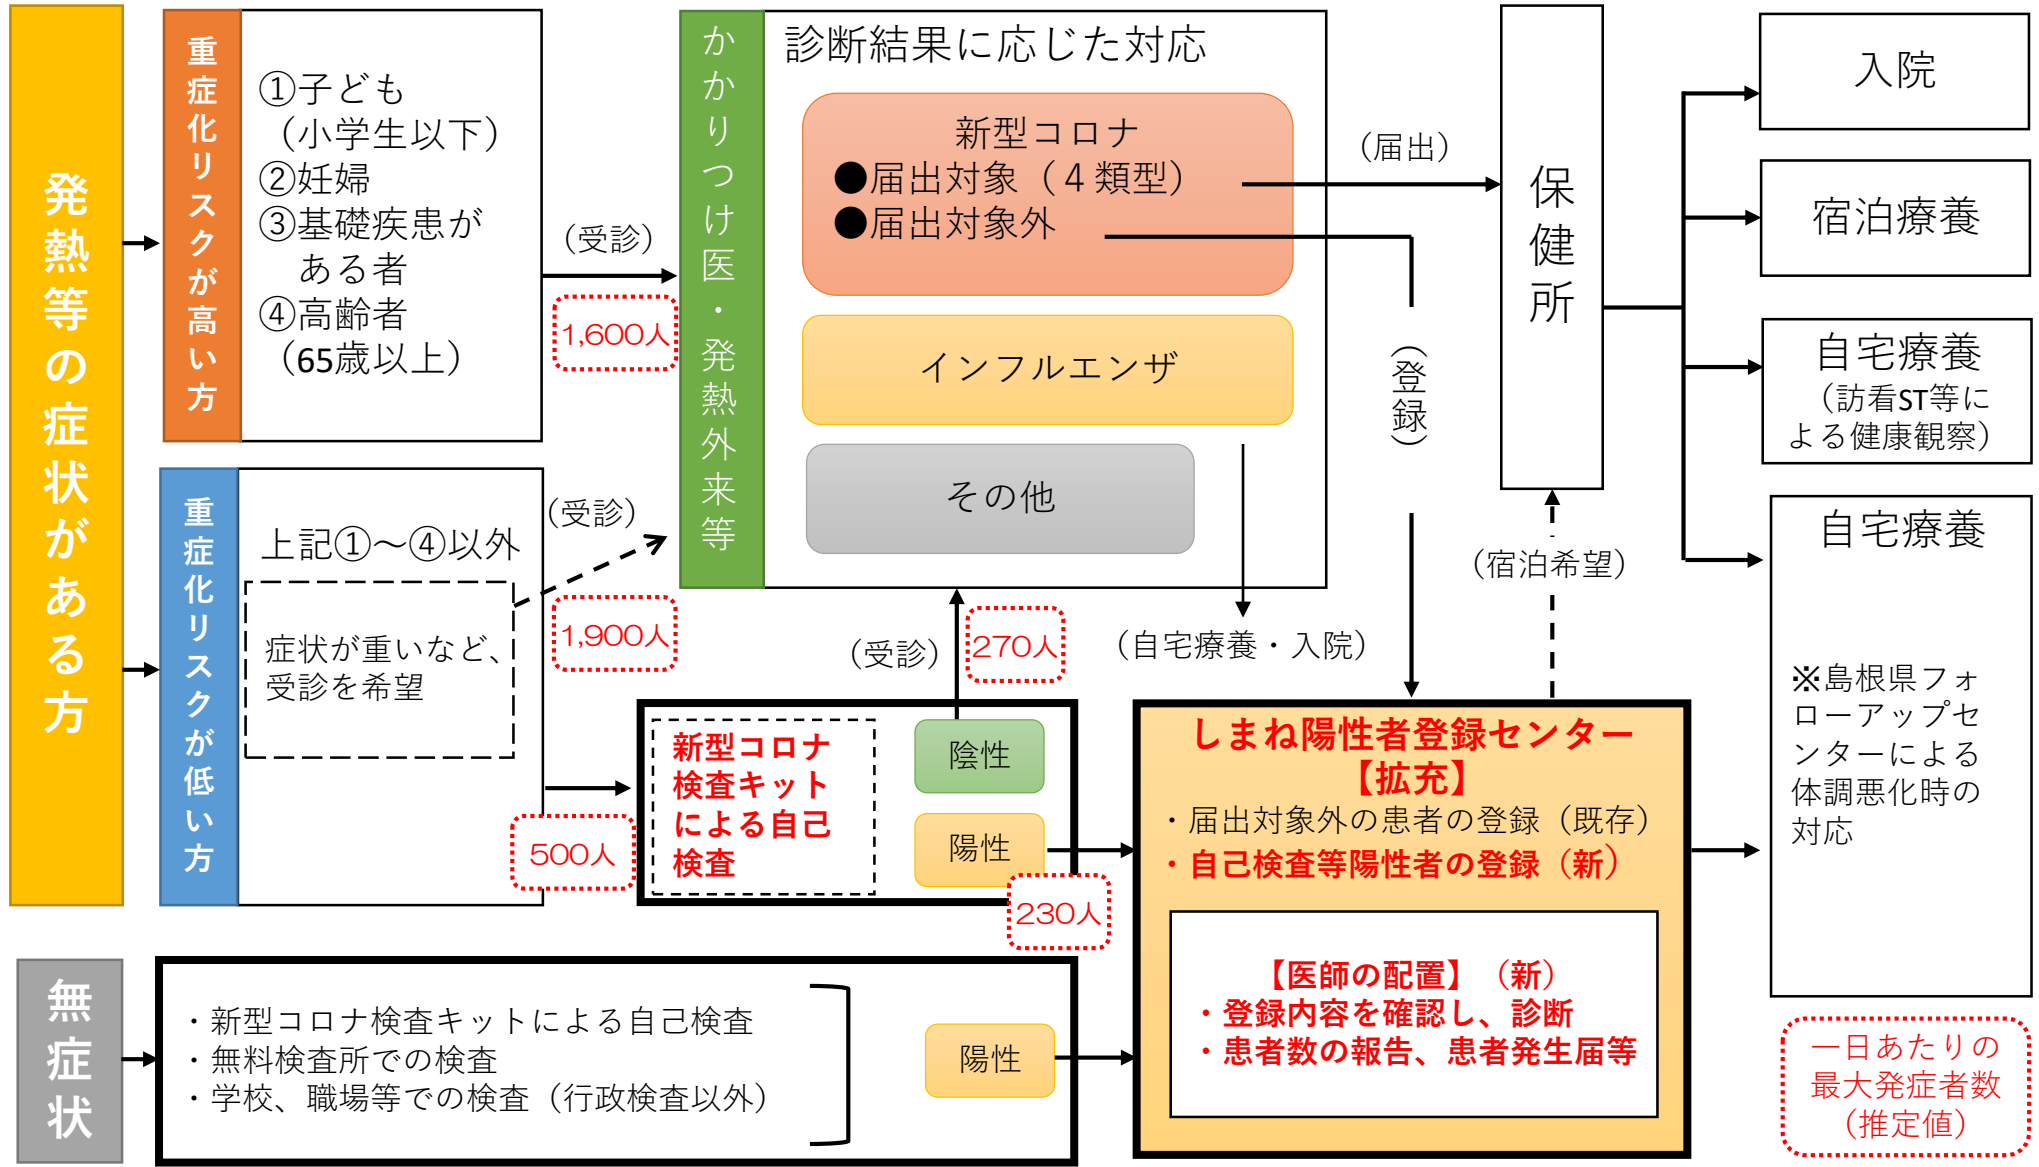 発熱等の症状がある方
重症化リスクが高い方
①子ども
（小学生以下）
②妊婦
③基礎疾患が
ある者
④高齢者
（65歳以上）
（受診）
1,600人
重症化リスクが低い方
上記①～④以外
症状が重いなど、
受診を希望
（受診）
1,900人
500人
かかりつけ医・発熱外来等
診断結果に応じた対応
新型コロナ
●届出対象（４類型）
●届出対象外
インフルエンザ
その他
（届出）
（登録）
（自宅療養・入院）
（受診）
270人
新型コロナ
検査キット
による自己
検査
陰性
陽性
230人
保健所
（宿泊希望）
入院
宿泊療養
自宅療養
（訪看ST等に
よる健康観察）
自宅療養
※島根県フォ
ローアップセ
ンターによる
体調悪化時の
対応
しまね陽性者登録センター
【拡充】
・届出対象外の患者の登録（既存）
・自己検査等陽性者の登録（新）
【医師の配置】（新）
・登録内容を確認し、診断
・患者数の報告、患者発生届等
無症状
・新型コロナ検査キットによる自己検査
・無料検査所での検査
・学校、職場等での検査（行政検査以外）
陽性
一日あたりの
最大発症者数
（推定値）